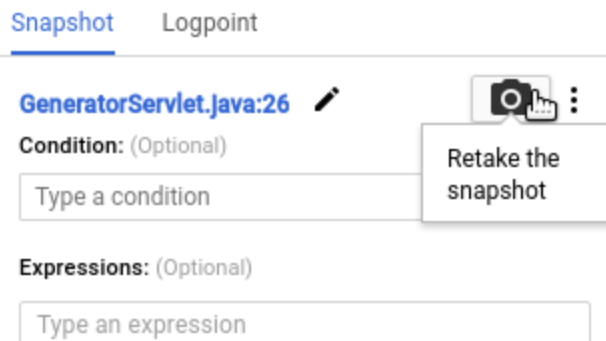 Snapshot Logpoint
GeneratorServlet.java:26
Condition: (Optional)
Retake the
snapshot
Type a condition
Expressions: (Optional)
Type an expression